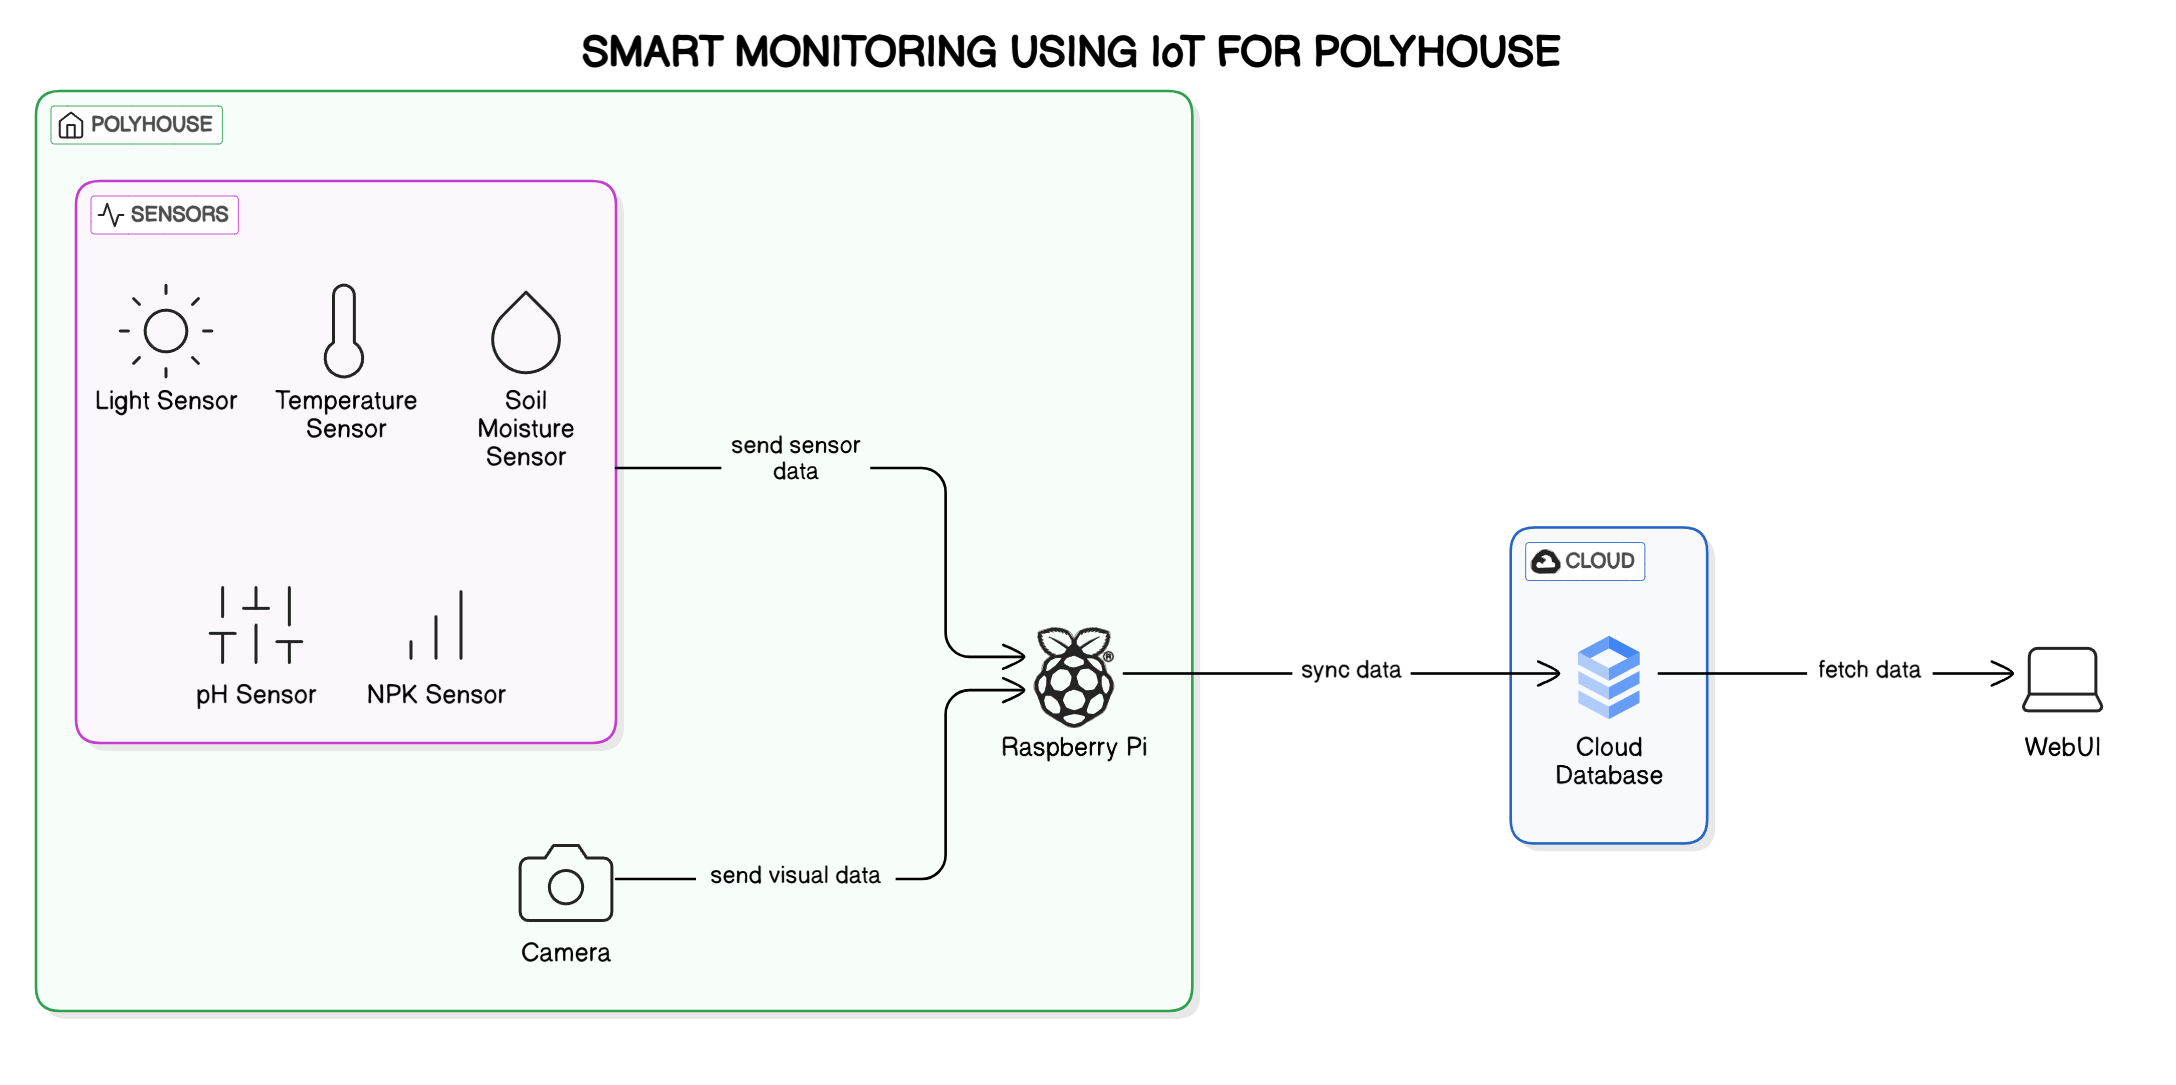 SMART MONITORING USING IoT FOR POLYHOUSE
POLYHOUSE
SENSORS
Light Sensor
Temperature
Sensor
Soil
Moisture
Sensor
pH Sensor
NPK Sensor
send sensor
data
Camera
send visual data
®
Raspberry Pi
sync data
CLOUD
Cloud
Database
fetch data
WebUI